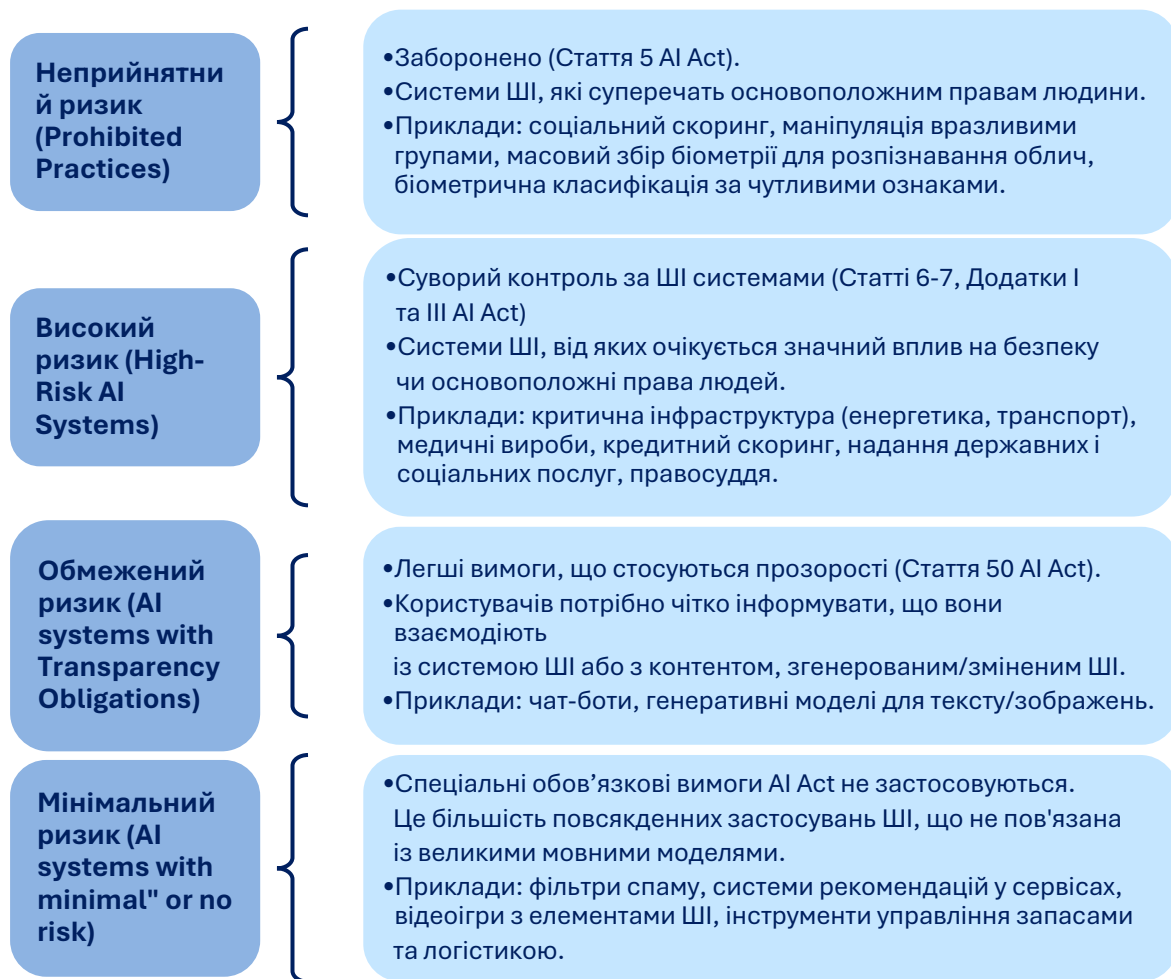 Неприйнятни
й ризик
(Prohibited
Practices)
•Заборонено (Стаття 5 AI Act).
•Системи ШІ, які суперечать основоположним правам людини.
•Приклади: соціальний скоринг, маніпуляція вразливими
групами, масовий збір біометрії для розпізнавання облич,
біометрична класифікація за чутливими ознаками.
Високий
ризик (High-
Risk AI
Systems)
•Суворий контроль за ШІ системами (Статті 6-7, Додатки I
та III AI Act)
•Системи ШІ, від яких очікується значний вплив на безпеку
чи основоположні права людей.
•Приклади: критична інфраструктура (енергетика, транспорт),
медичні вироби, кредитний скоринг, надання державних і
соціальних послуг, правосуддя.
Обмежений
ризик (AI
systems with
Transparency
Obligations)
•Легші вимоги, що стосуються прозорості (Стаття 50 AI Act).
•Користувачів потрібно чітко інформувати, що вони
взаємодіють
із системою ШІ або з контентом, згенерованим/зміненим ШІ.
•Приклади: чат-боти, генеративні моделі для тексту/зображень.
Мінімальний
ризик (AI
systems with
minimal" or no
risk)
•Спеціальні обов’язкові вимоги AI Act не застосовуються.
Це більшість повсякденних застосувань ШІ, що не пов'язана
із великими мовними моделями.
•Приклади: фільтри спаму, системи рекомендацій у сервісах,
відеоігри з елементами ШІ, інструменти управління запасами
та логістикою.